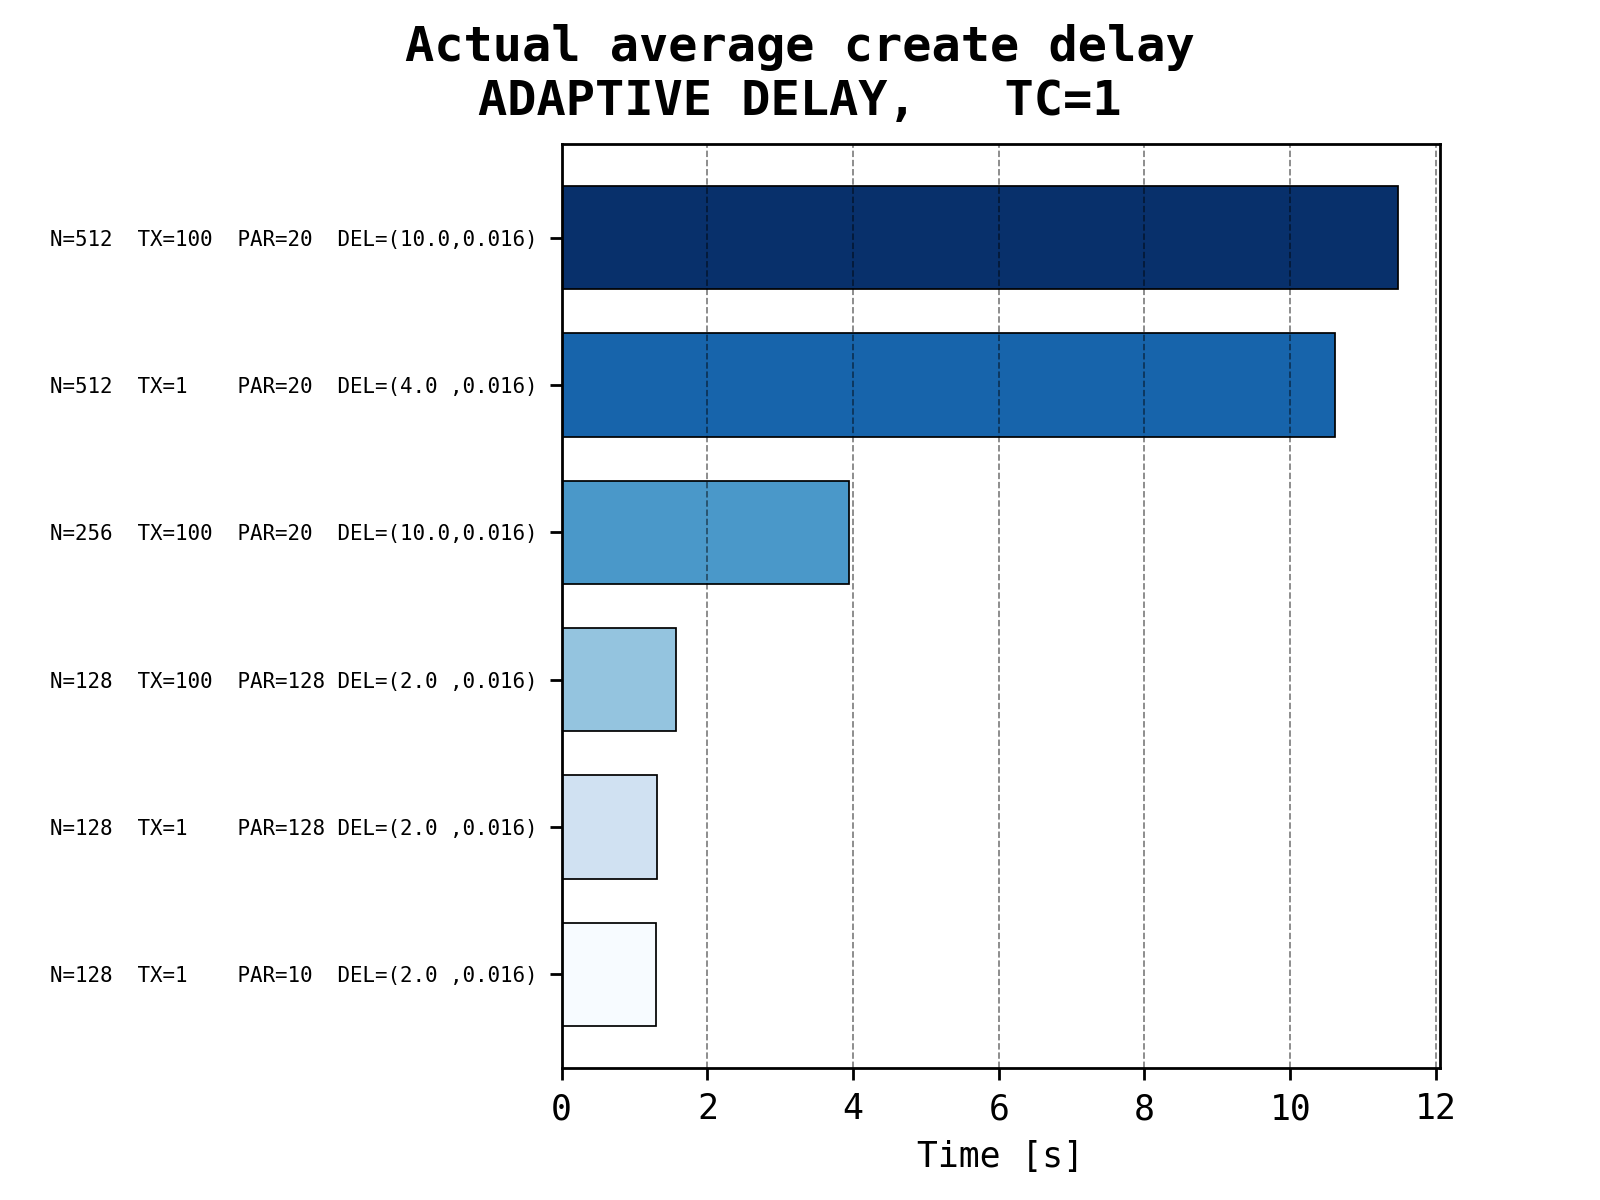 Actual average create delay
ADAPTIVE DELAY,   TC=1
N=512  TX=100  PAR=20  DEL=(10.0,0.016)
N=512  TX=1    PAR=20  DEL=(4.0 ,0.016)
N=256  TX=100  PAR=20  DEL=(10.0,0.016)
N=128  TX=100  PAR=128 DEL=(2.0 ,0.016)
N=128  TX=1    PAR=128 DEL=(2.0 ,0.016)
N=128  TX=1    PAR=10  DEL=(2.0 ,0.016)
0 2 4 6 8 10 12
Time [s]